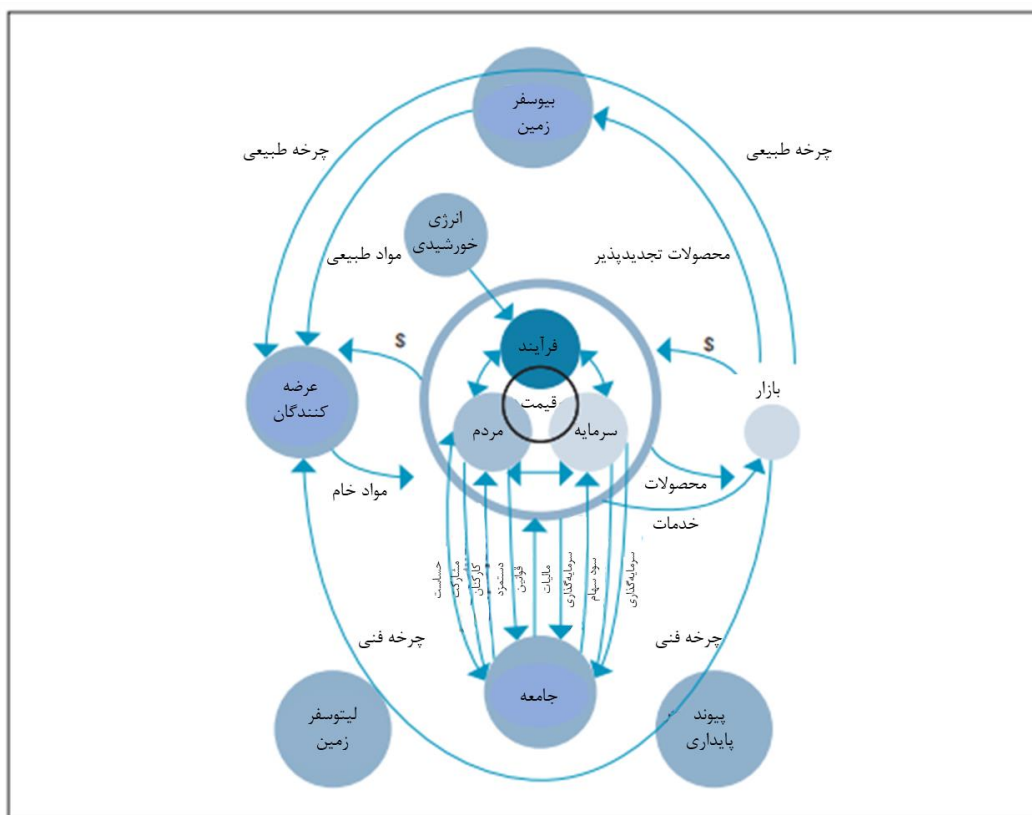 بیوسفر
زمین
چرخه طبیعی
چرخه طبیعی
انرژی
خورشیدی
مواد طبیعی
محصولات تجدیدپذیر
$
$
فرآیند
بازار
عرضه
کنندگان
قیمت
مردم
سرمایه
محصولات
مواد خام
خدمات
حساست
مشارکت
کارکنان
دستمزد
قوانین
مالیات
سرمایه‌گذاری
سود سهام
سرمایه‌گذاری
چرخه فنی
چرخه فنی
جامعه
لیتوسفر
زمین
پیوند
پایداری